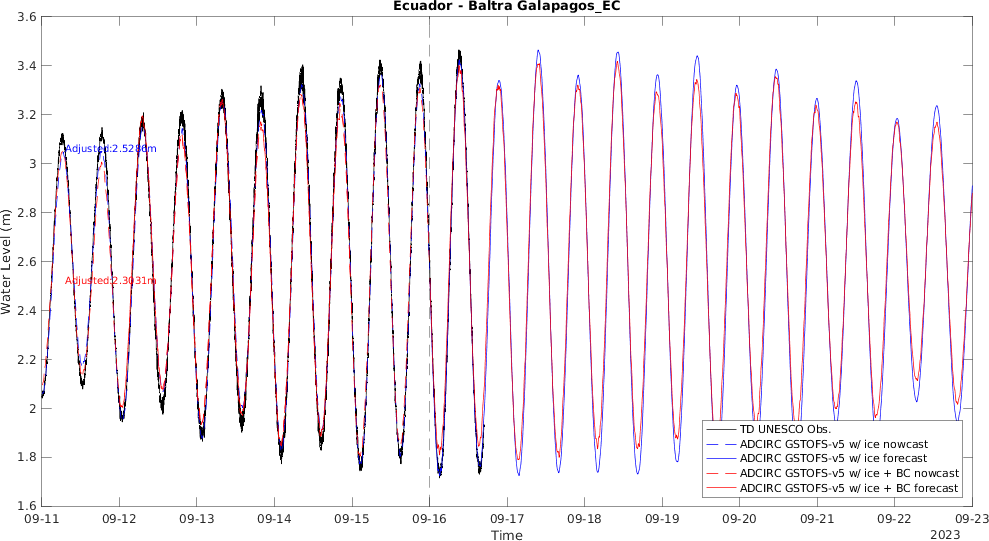 Ecuador - Baltra Galapagos_EC
3.6
3.4
3.2
3
2.8
2.6
2.4
2.2
2
1.8
1.6
Water Level (m)
Adjusted:2.5286m
Adjusted:2.3031m
TD UNESCO Obs.
ADCIRC GSTOFS-v5 w/ ice nowcast
ADCIRC GSTOFS-v5 w/ ice forecast
ADCIRC GSTOFS-v5 w/ ice + BC nowcast
ADCIRC GSTOFS-v5 w/ ice + BC forecast
09-11 09-12 09-13 09-14 09-15 09-16 09-17 09-18 09-19 09-20 09-21 09-22 09-23
Time
2023